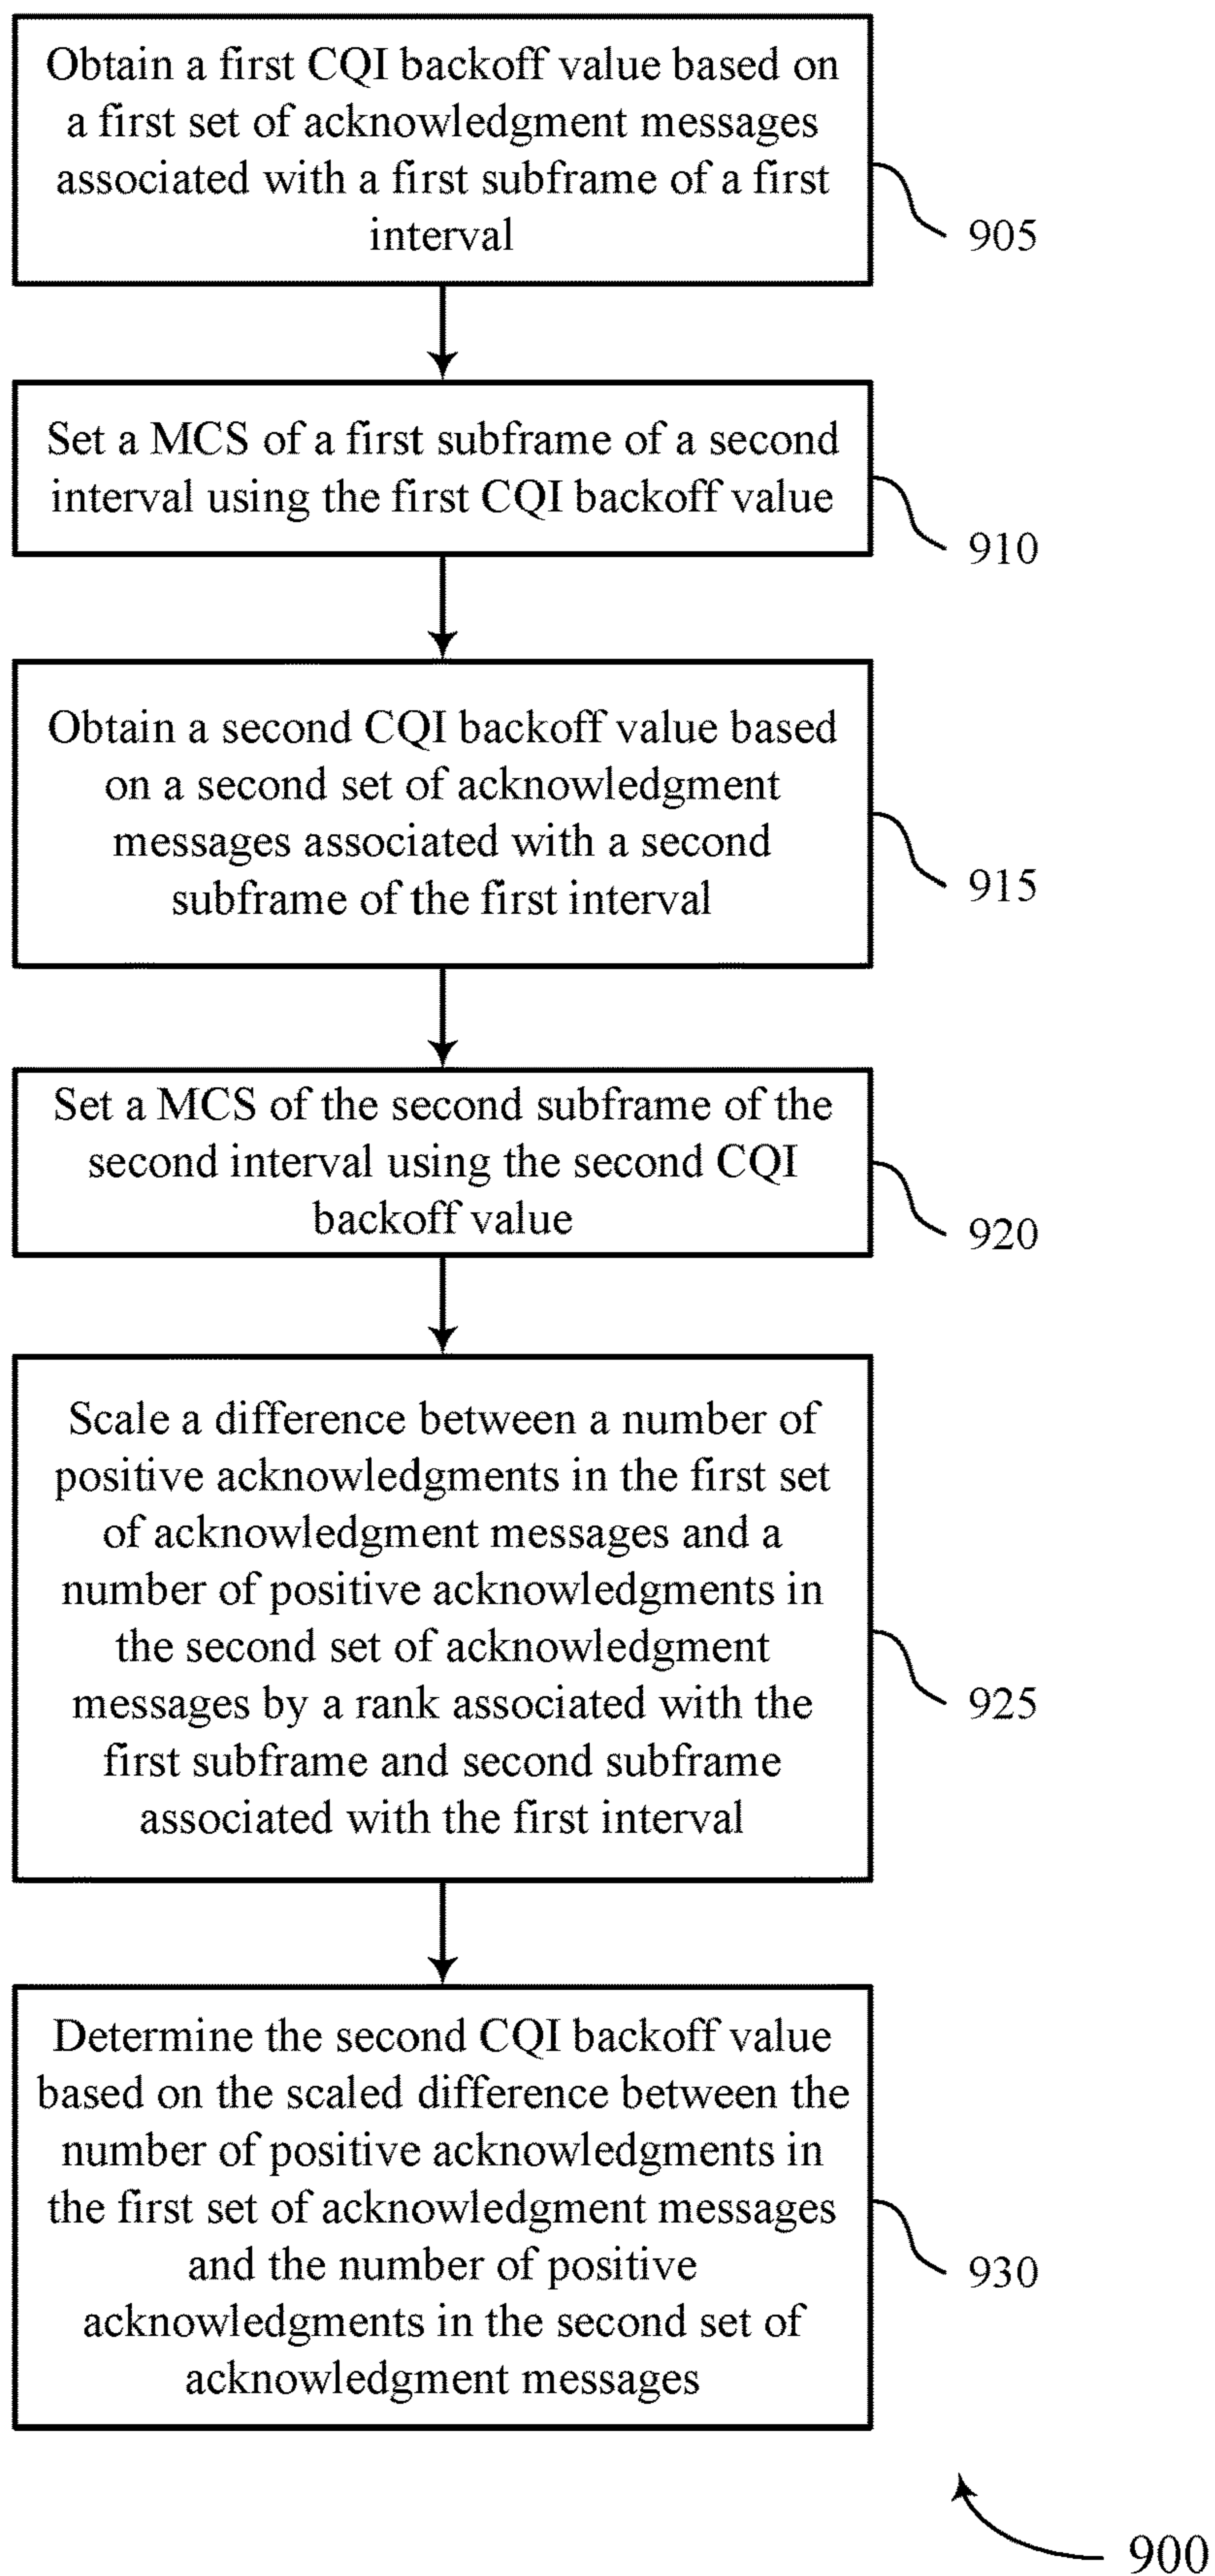 Obtain a first CQI backoff value based on
a first set of acknowledgment messages
associated with a first subframe of a first
interval
905
Set a MCS of a first subframe of a second
interval using the first CQI backoff value
910
Obtain a second CQI backoff value based
on a second set of acknowledgment
messages associated with a second
subframe of the first interval
915
Set a MCS of the second subframe of the
second interval using the second CQI
backoff value
920
Scale a difference between a number of
positive acknowledgments in the first set
of acknowledgment messages and a
number of positive acknowledgments in
the second set of acknowledgment
messages by a rank associated with the
first subframe and second subframe
associated with the first interval
925
Determine the second CQI backoff value
based on the scaled difference between the
number of positive acknowledgments in
the first set of acknowledgment messages
and the number of positive
acknowledgments in the second set of
acknowledgment messages
930
900